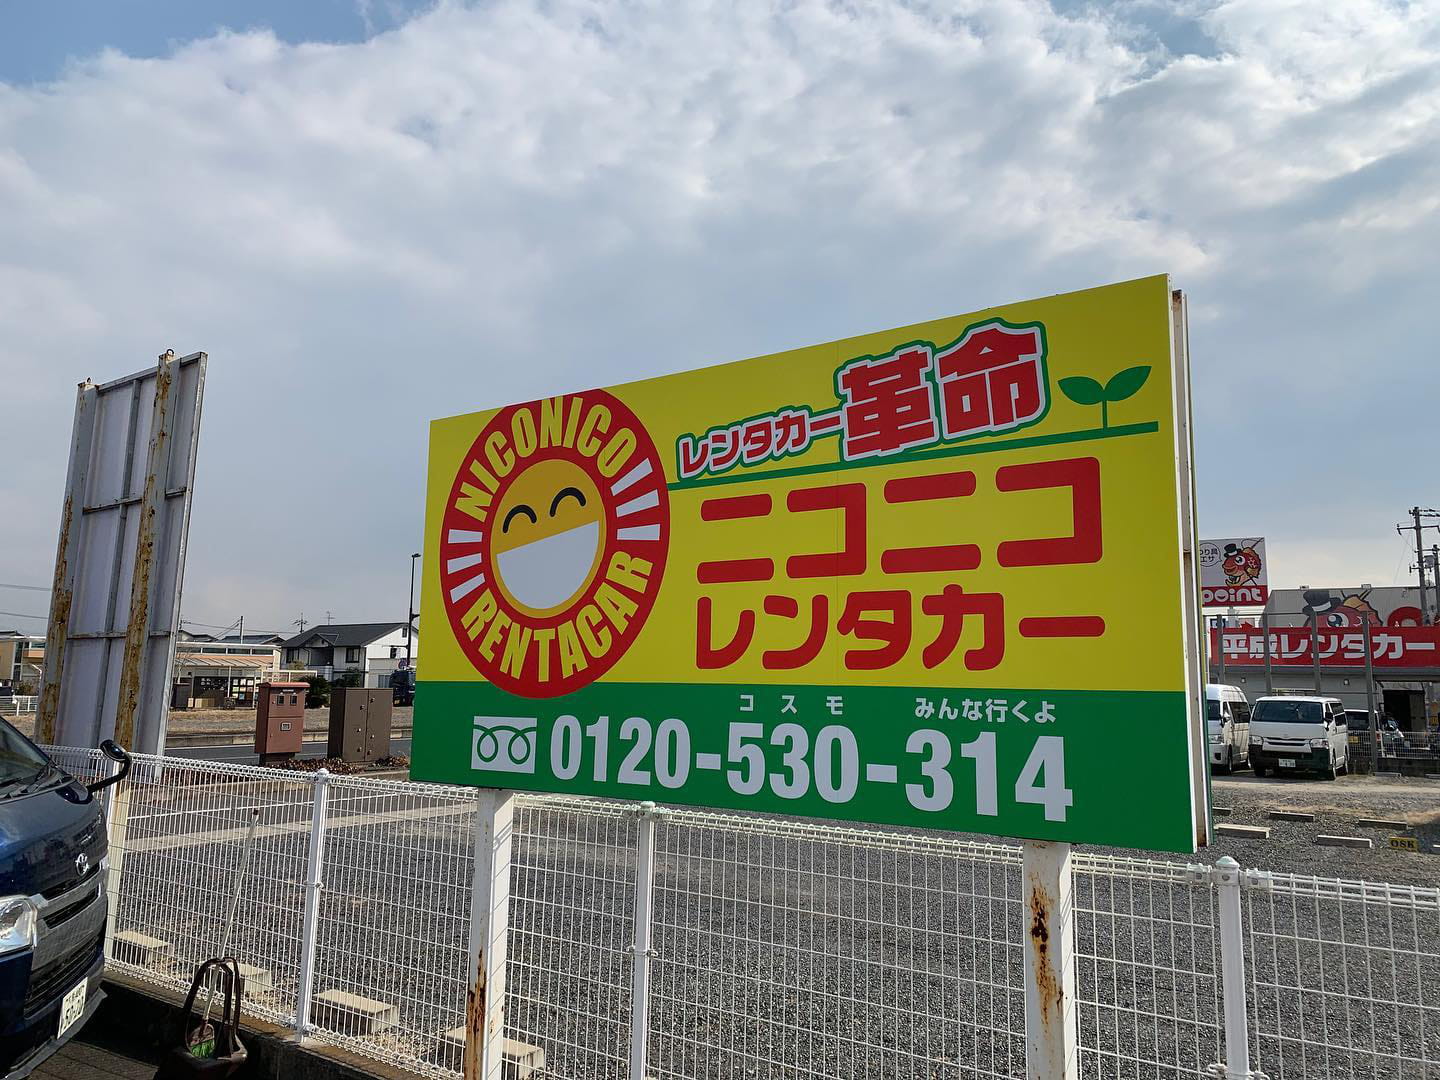 NICONICO
RENTACAR
レンタカー革命
ニコニコ
レンタカー
コスモ みんな行くよ
0120-530-314
point
平成レンタカー
OSK